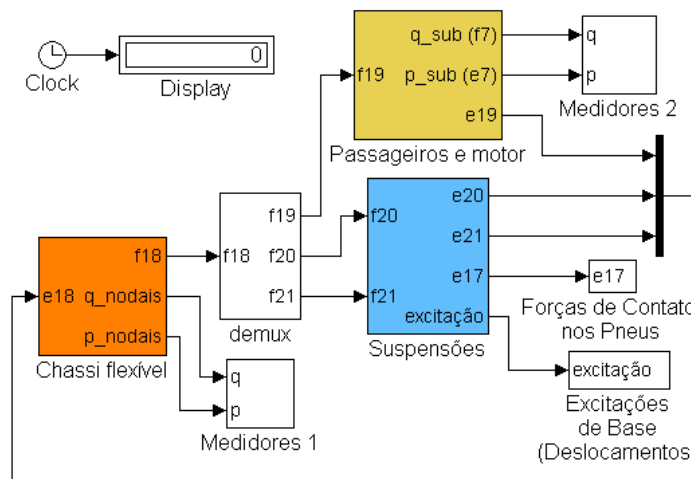 Clock
0
Display
f19
q_sub (f7)
p_sub (e7)
e19
Passageiros e motor
q
p
Medidores 2
e18
f18
q_nodais
p_nodais
Chassi flexível
f18
f19
f20
f21
demux
f20
f21
e20
e21
e17
excitação
Suspensões
q
p
Medidores 1
e17
Forças de Contato
nos Pneus
excitação
Excitações
de Base
(Deslocamentos